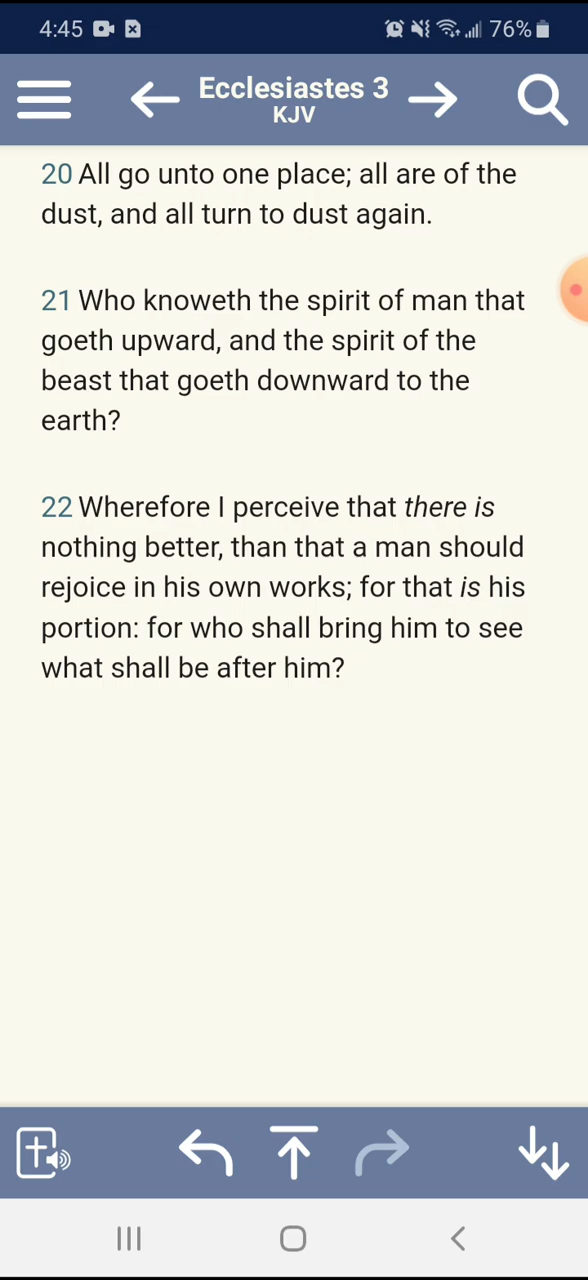 4:45
76%
Ecclesiastes 3
KJV
20 All go unto one place; all are of the
dust, and all turn to dust again.
21 Who knoweth the spirit of man that
goeth upward, and the spirit of the
beast that goeth downward to the
earth?
22 Wherefore I perceive that there is
nothing better, than that a man should
rejoice in his own works; for that is his
portion: for who shall bring him to see
what shall be after him?